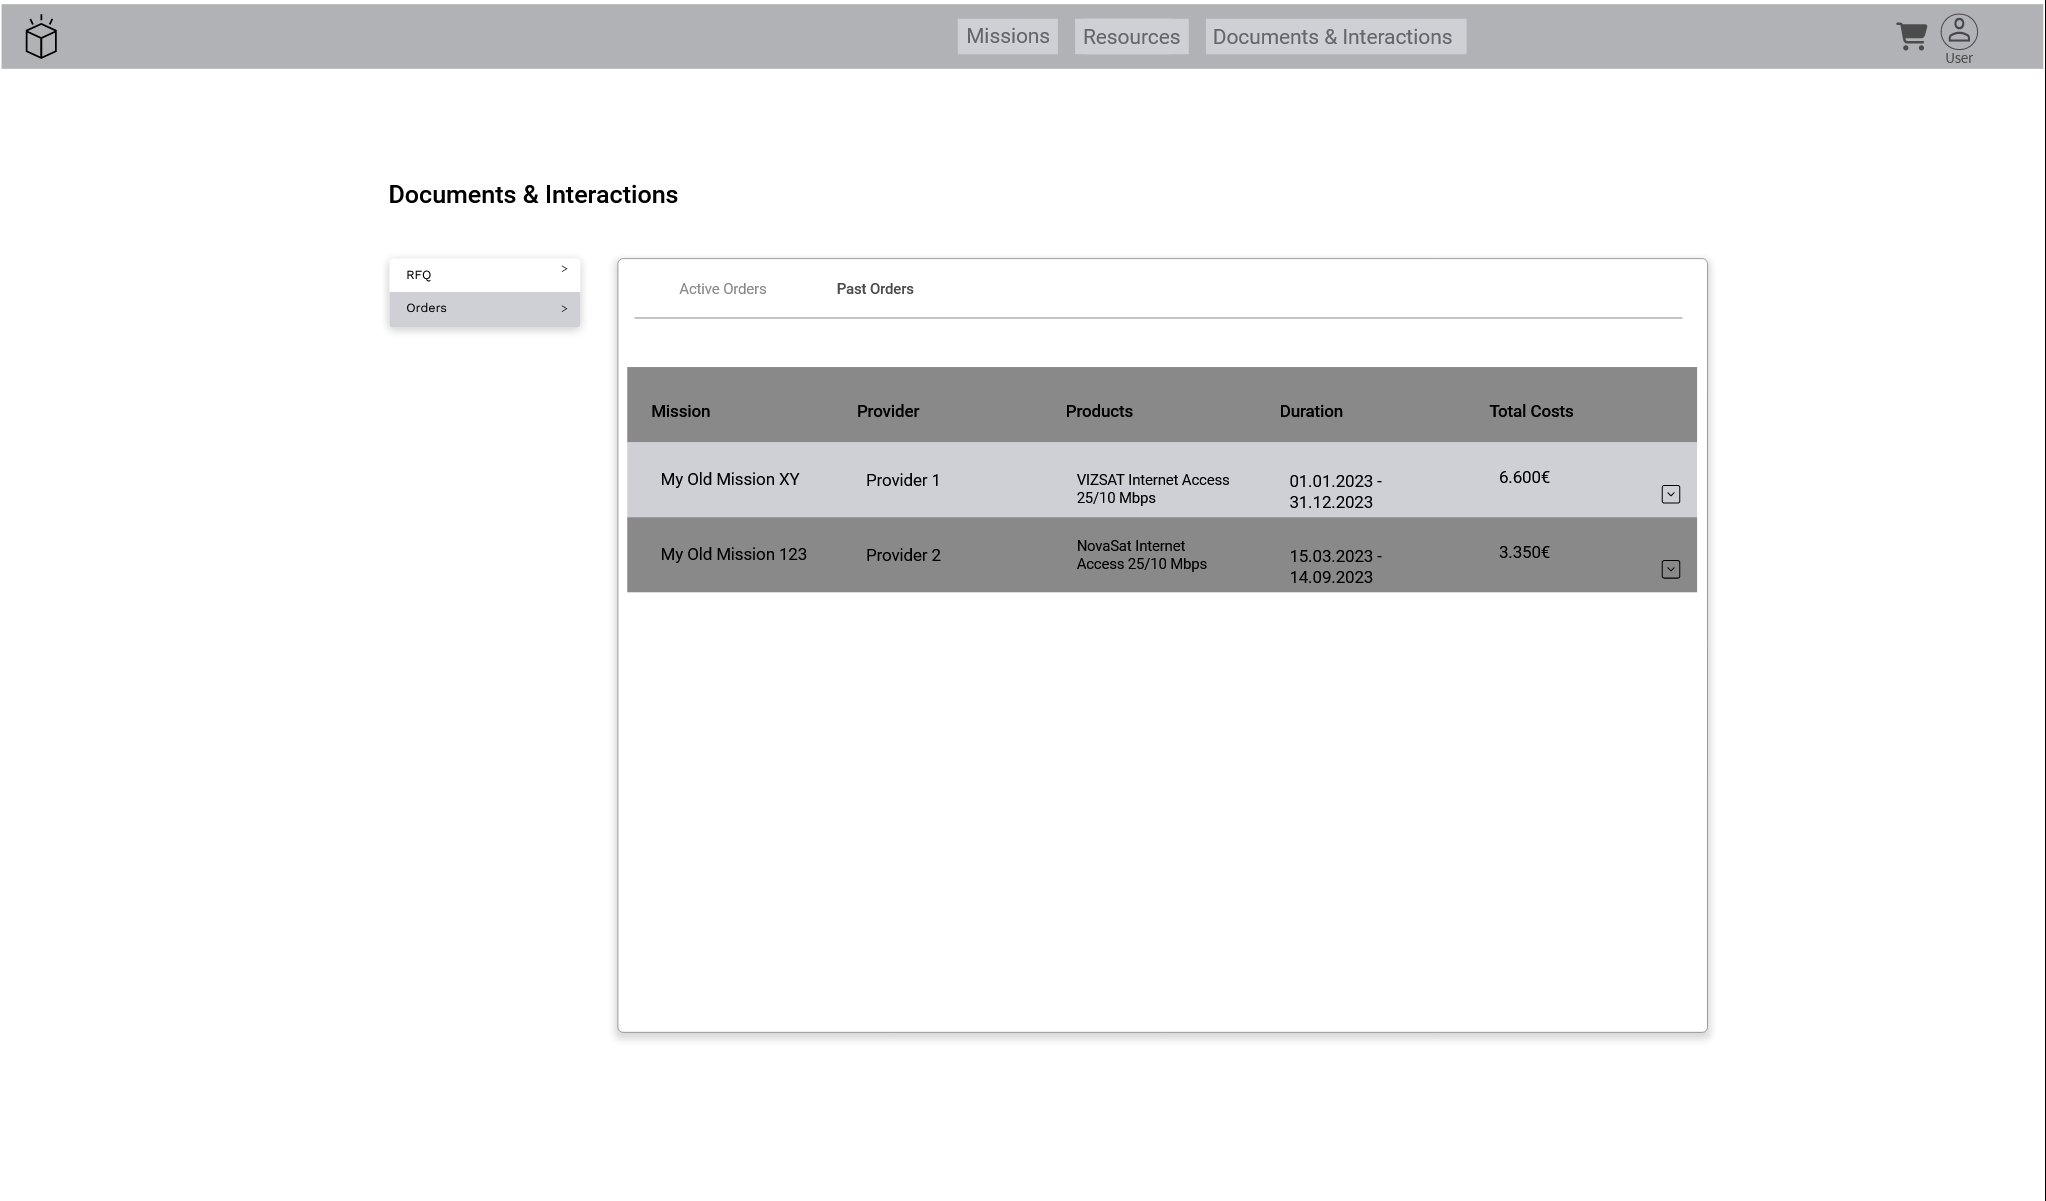 Missions
Resources
Documents & Interactions
User
Documents & Interactions
RFQ >
Orders >
Active Orders
Past Orders
Mission
Provider
Products
Duration
Total Costs
My Old Mission XY
Provider 1
VIZSAT Internet Access
25/10 Mbps
01.01.2023 -
31.12.2023
6.600€
My Old Mission 123
Provider 2
NovaSat Internet
Access 25/10 Mbps
15.03.2023 -
14.09.2023
3.350€